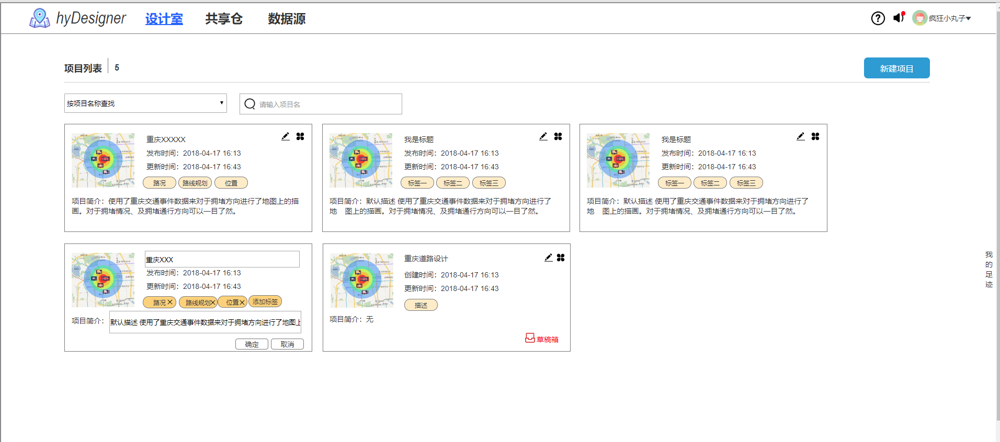 hyDesigner 设计室 共享仓 数据源 疯狂小丸子
项目列表 5 新建项目
按项目名称查找 请输入项目名
重庆XXXXX
发布时间：2018-04-17 16:13
更新时间：2018-04-17 16:43
路况 路线规划 位置
项目简介：使用了重庆交通事件数据来对于拥堵方向进行了地图上的描
画。对于拥堵情况、及拥堵通行方向可以一目了然。
我是标题
发布时间：2018-04-17 16:13
更新时间：2018-04-17 16:43
标签一 标签二 标签三
项目简介：默认描述 使用了重庆交通事件数据来对于拥堵方向进行了
地 图上的描画。对于拥堵情况、及拥堵通行方向可以一目了然。
我是标题
发布时间：2018-04-17 16:13
更新时间：2018-04-17 16:43
标签一 标签二 标签三
项目简介：默认描述 使用了重庆交通事件数据来对于拥堵方向进行了
地 图上的描画。对于拥堵情况、及拥堵通行方向可以一目了然。
重庆XXX
发布时间：2018-04-17 16:13
更新时间：2018-04-17 16:43
路况 路线规划 位置 添加标签
项目简介： 默认描述 使用了重庆交通事件数据来对于拥堵方向进行了地图上
确定 取消
重庆道路设计
创建时间：2018-04-17 16:13
更新时间：2018-04-17 16:43
描述
项目简介：无
草稿箱
我的足迹